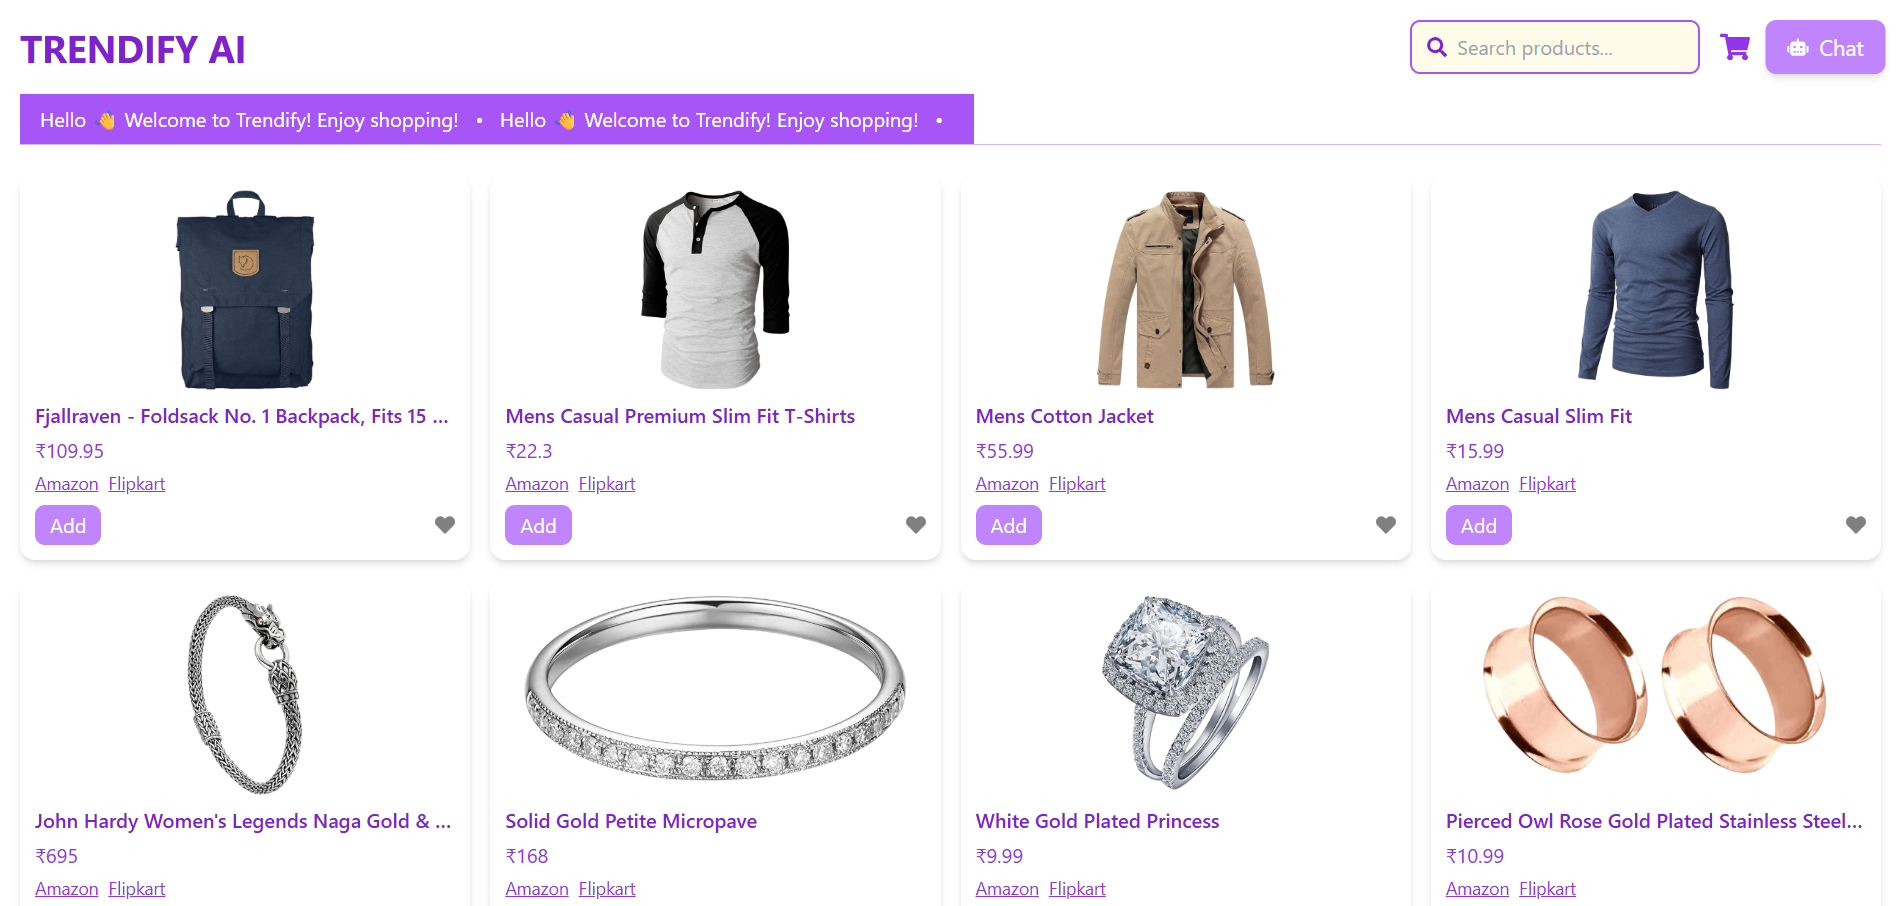 TRENDIFY AI
Search products...
Chat
Hello 👋 Welcome to Trendify! Enjoy shopping! • Hello 👋 Welcome to Trendify! Enjoy shopping! •
Fjallraven - Foldsack No. 1 Backpack, Fits 15 ...
₹109.95
Amazon Flipkart
Add
Mens Casual Premium Slim Fit T-Shirts
₹22.3
Amazon Flipkart
Add
Mens Cotton Jacket
₹55.99
Amazon Flipkart
Add
Mens Casual Slim Fit
₹15.99
Amazon Flipkart
Add
John Hardy Women's Legends Naga Gold & ...
₹695
Amazon Flipkart
Solid Gold Petite Micropave
₹168
Amazon Flipkart
White Gold Plated Princess
₹9.99
Amazon Flipkart
Pierced Owl Rose Gold Plated Stainless Steel...
₹10.99
Amazon Flipkart